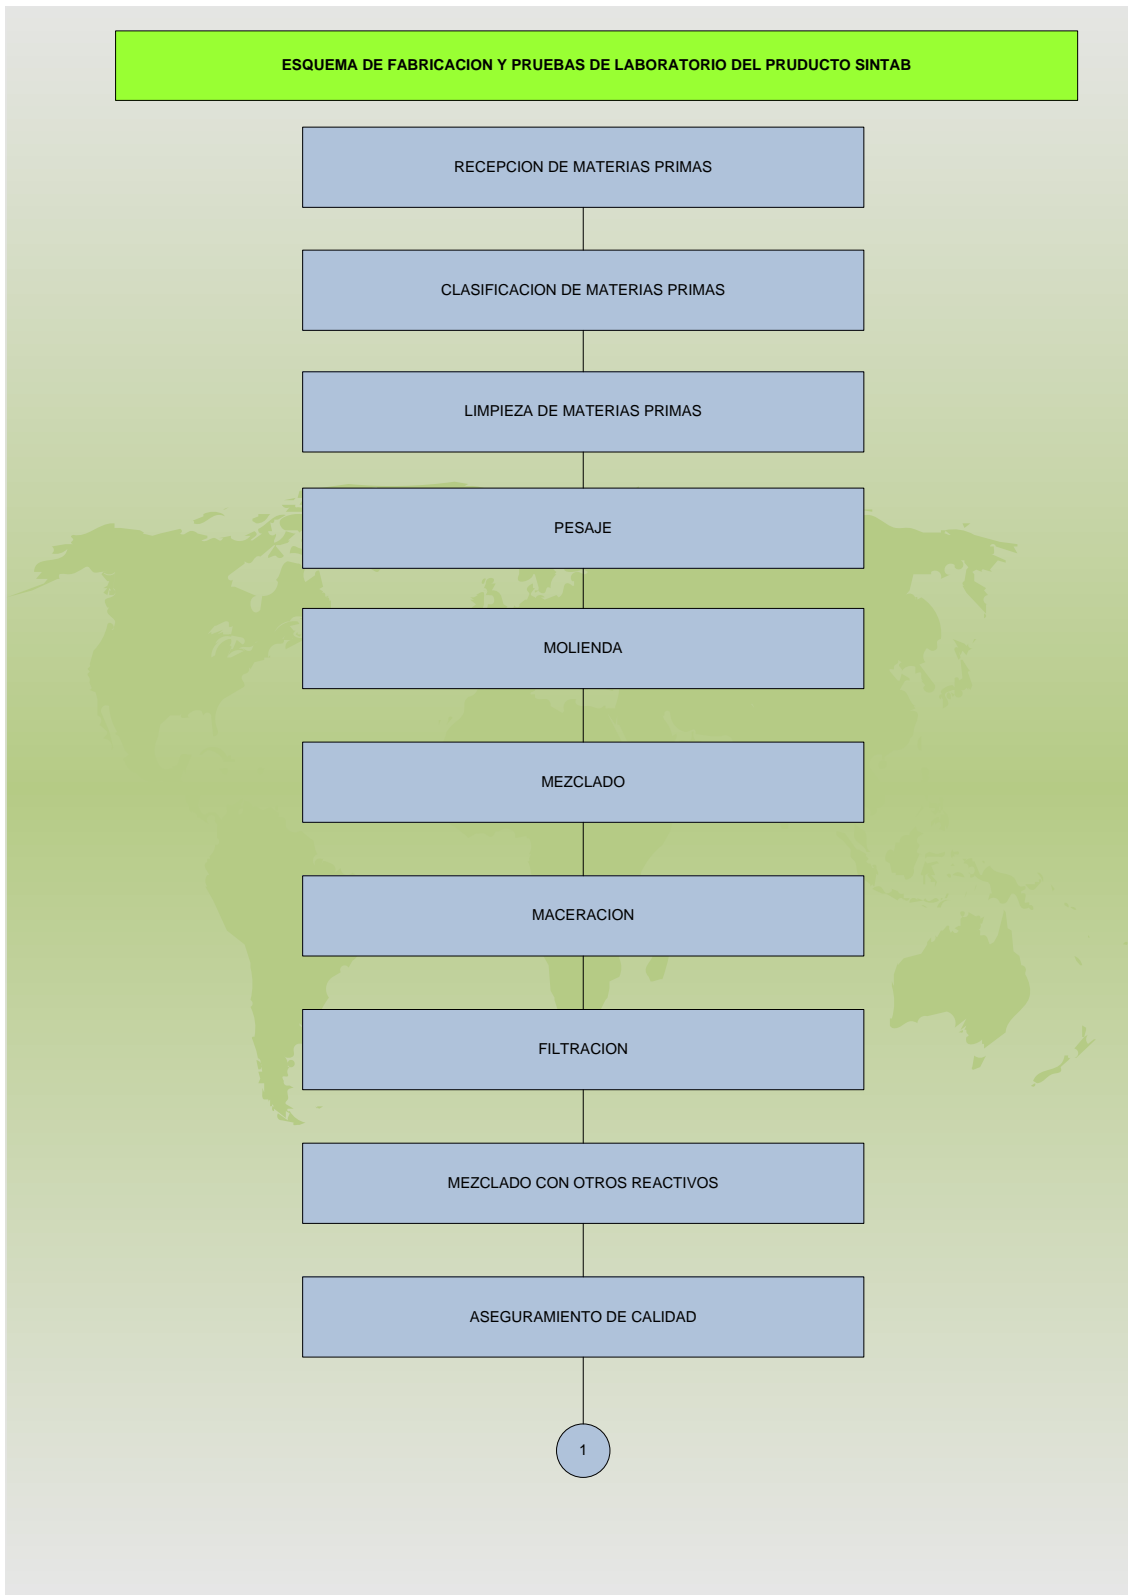 ESQUEMA DE FABRICACION Y PRUEBAS DE LABORATORIO DEL PRUDUCTO SINTAB
RECEPCION DE MATERIAS PRIMAS
CLASIFICACION DE MATERIAS PRIMAS
LIMPIEZA DE MATERIAS PRIMAS
PESAJE
MOLIENDA
MEZCLADO
MACERACION
FILTRACION
MEZCLADO CON OTROS REACTIVOS
ASEGURAMIENTO DE CALIDAD
1